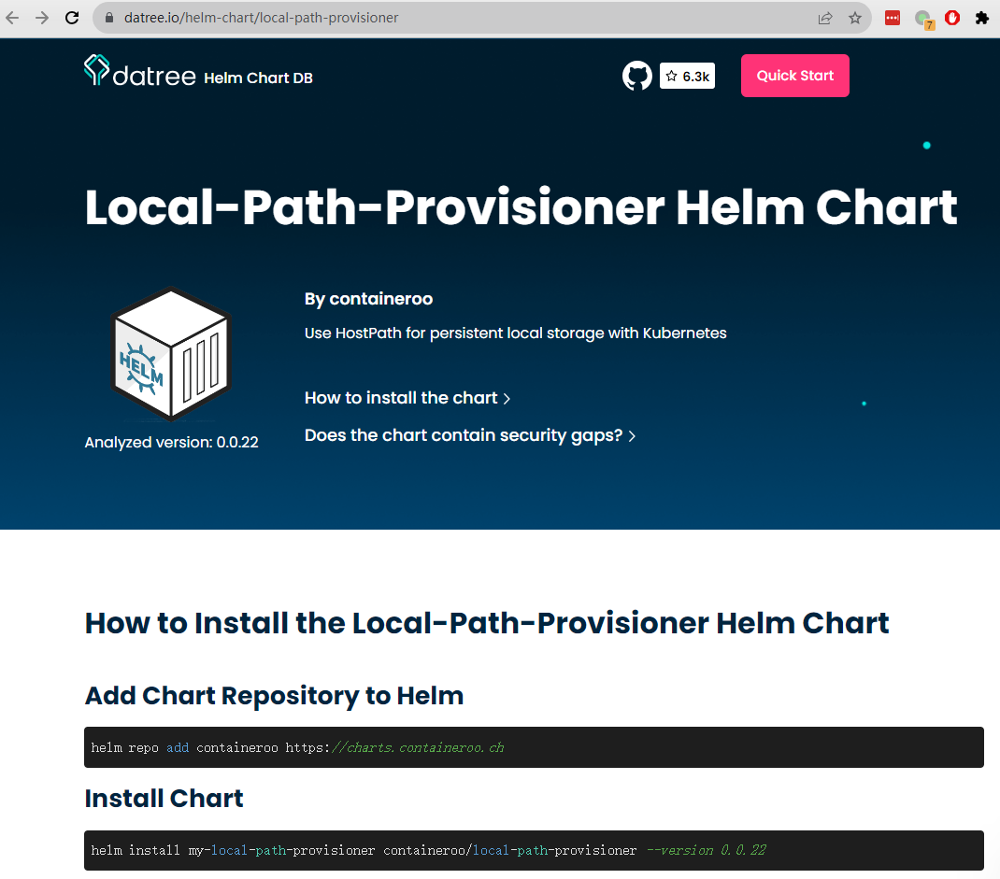 datree.io/helm-chart/local-path-provisioner
7
datree Helm Chart DB
6.3k
Quick Start
Local-Path-Provisioner Helm Chart
By containeroo
Use HostPath for persistent local storage with Kubernetes
HELM
How to install the chart >
Does the chart contain security gaps? >
Analyzed version: 0.0.22
How to Install the Local-Path-Provisioner Helm Chart
Add Chart Repository to Helm
helm repo add containeroo https://charts.containeroo.ch
Install Chart
helm install my-local-path-provisioner containeroo/local-path-provisioner --version 0.0.22